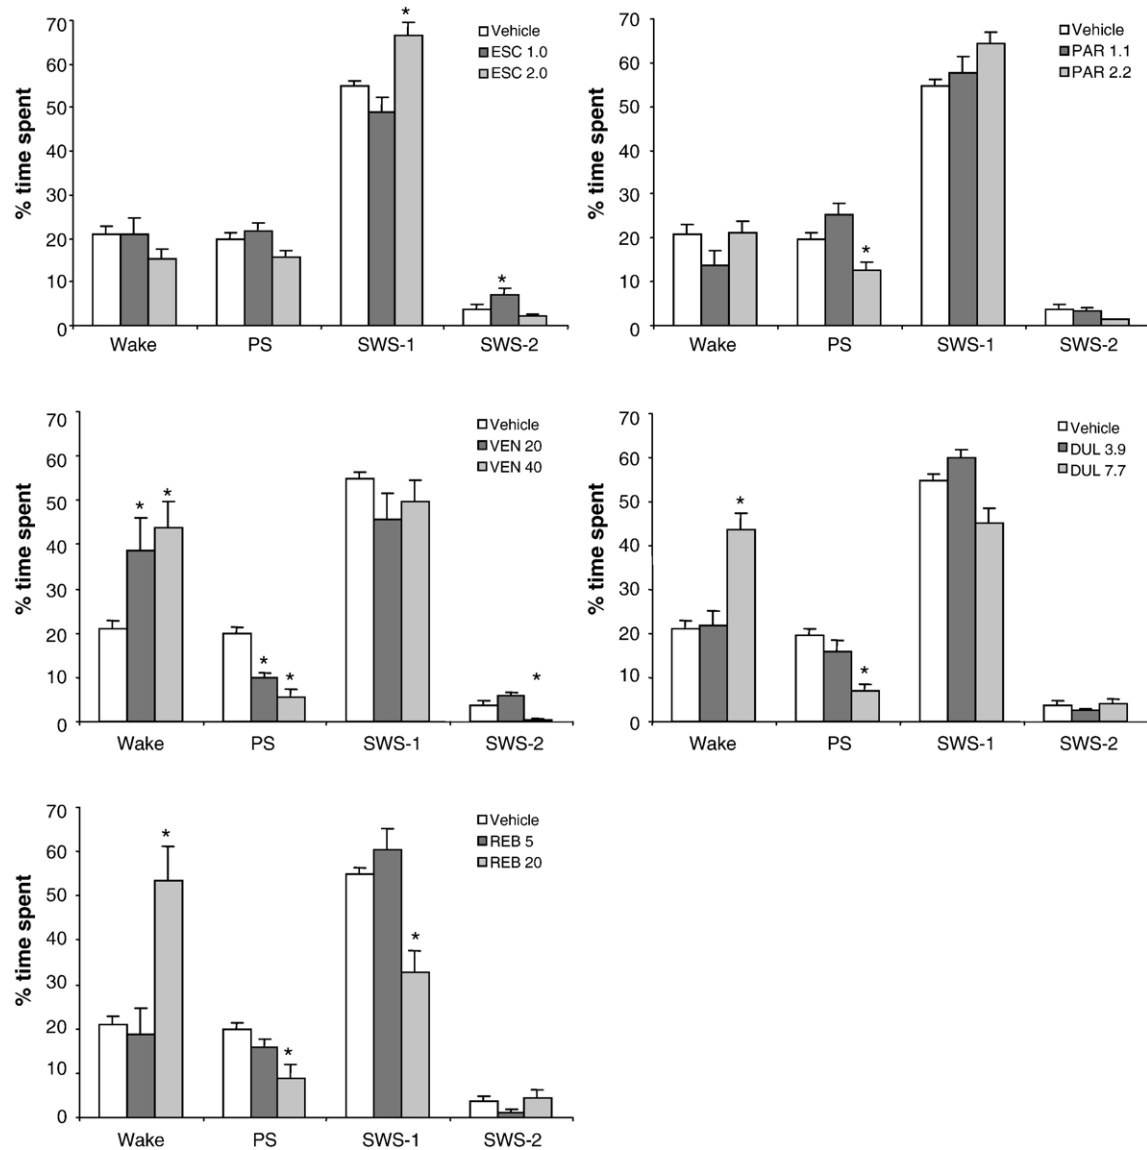 % time spent
70
60
50
40
30
20
10
0
*
*
Vehicle
ESC 1.0
ESC 2.0
Wake PS SWS-1 SWS-2
% time spent
70
60
50
40
30
20
10
0
*
Vehicle
PAR 1.1
PAR 2.2
Wake PS SWS-1 SWS-2
% time spent
70
60
50
40
30
20
10
0
* *
* *
*
Vehicle
VEN 20
VEN 40
Wake PS SWS-1 SWS-2
% time spent
70
60
50
40
30
20
10
0
*
*
Vehicle
DUL 3.9
DUL 7.7
Wake PS SWS-1 SWS-2
% time spent
70
60
50
40
30
20
10
0
*
*
*
Vehicle
REB 5
REB 20
Wake PS SWS-1 SWS-2